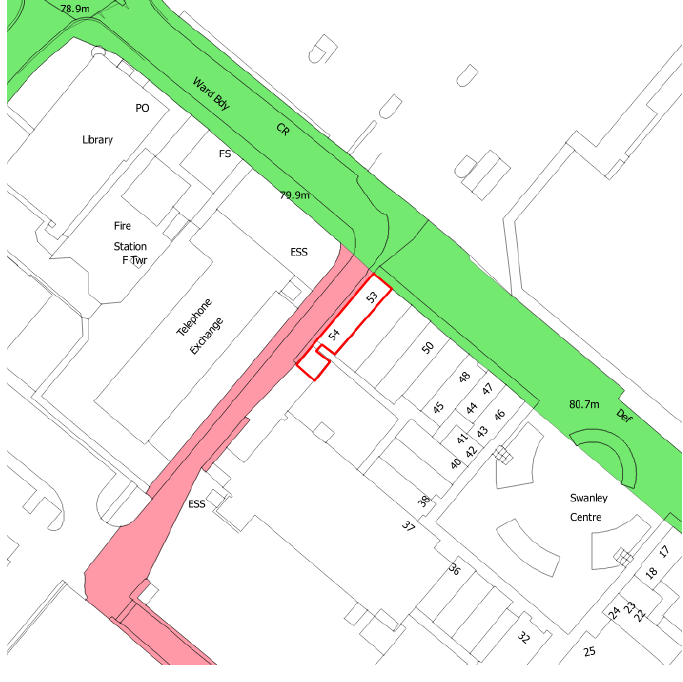 78.9m
Ward Bdy
PO
CR
Library
FS
79.9m
Fire
Station
F Twr
ESS
Telephone
Exchange
53
54
50
48
47
45
44
46
43
41
42
40
80.7m
Def
38
37
ESS
Swanley
Centre
36
17
18
32
24
23
22
25